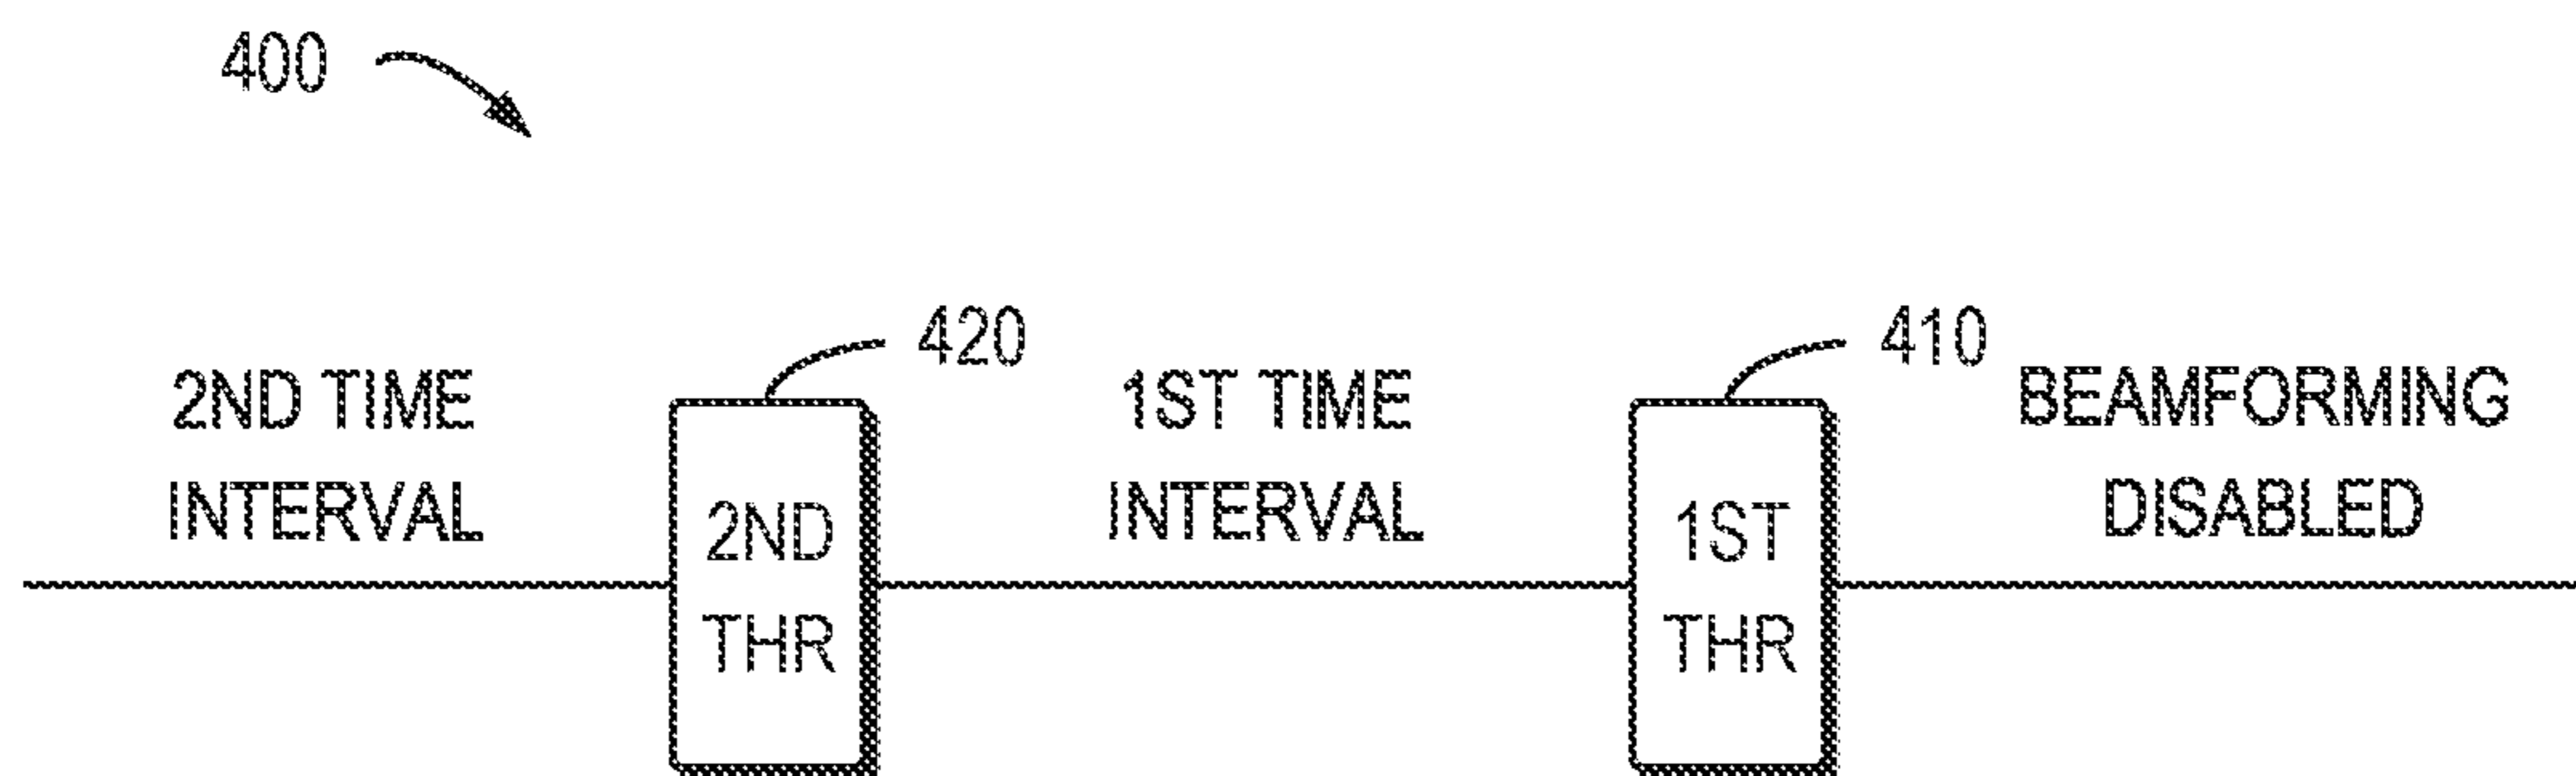 400
420
410
2ND TIME
INTERVAL
1ST TIME
INTERVAL
BEAMFORMING
DISABLED
2ND
THR
1ST
THR